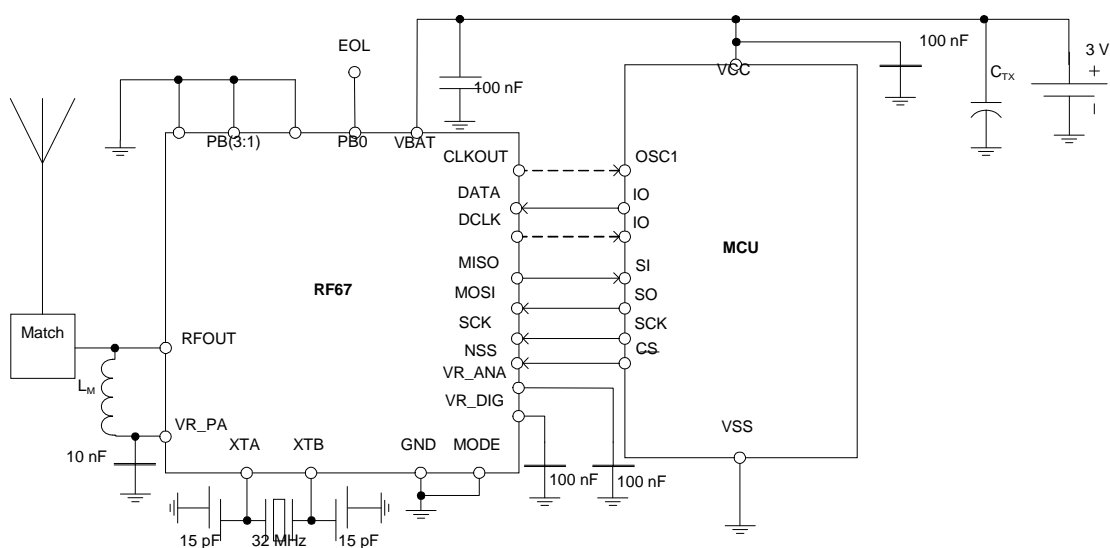 EOL
100 nF
3 V
+
C_TX
100 nF
VCC
PB(3:1)
PB0
VBAT
CLKOUT
OSC1
DATA
IO
DCLK
IO
MCU
MISO
SI
RF67
MOSI
SO
SCK
SCK
Match
RFOUT
NSS
CS
VR_ANA
L_M
VR_DIG
VR_PA
VSS
XTA
XTB
GND
MODE
10 nF
100 nF
100 nF
15 pF
32 MHz
15 pF